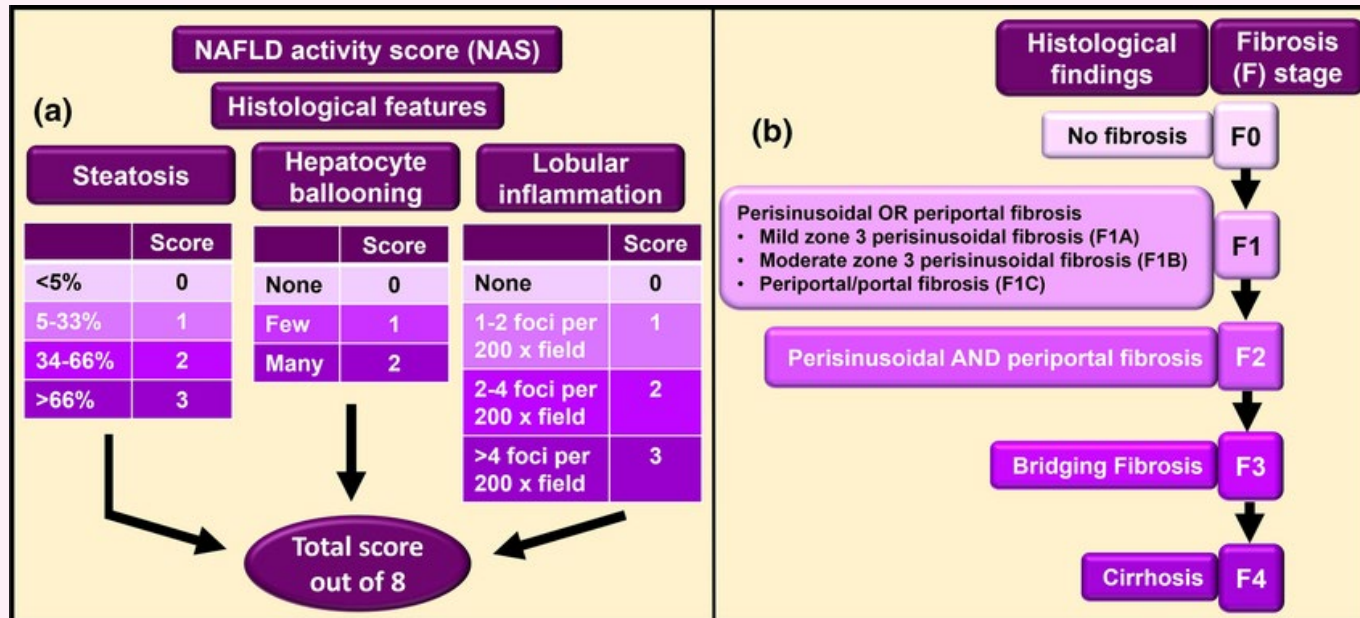 NAFLD activity score (NAS)
(a)
Histological features
Steatosis
Score
<5% 0
5-33% 1
34-66% 2
>66% 3
Hepatocyte
ballooning
Score
None 0
Few 1
Many 2
Lobular
inflammation
Score
None 0
1-2 foci per 1
200 x field
2-4 foci per 2
200 x field
>4 foci per 3
200 x field
Total score
out of 8
(b)
Histological
findings
Fibrosis
(F) stage
No fibrosis F0
Perisinusoidal OR periportal fibrosis
• Mild zone 3 perisinusoidal fibrosis (F1A)
• Moderate zone 3 perisinusoidal fibrosis (F1B)
• Periportal/portal fibrosis (F1C)
F1
Perisinusoidal AND periportal fibrosis F2
Bridging Fibrosis F3
Cirrhosis F4